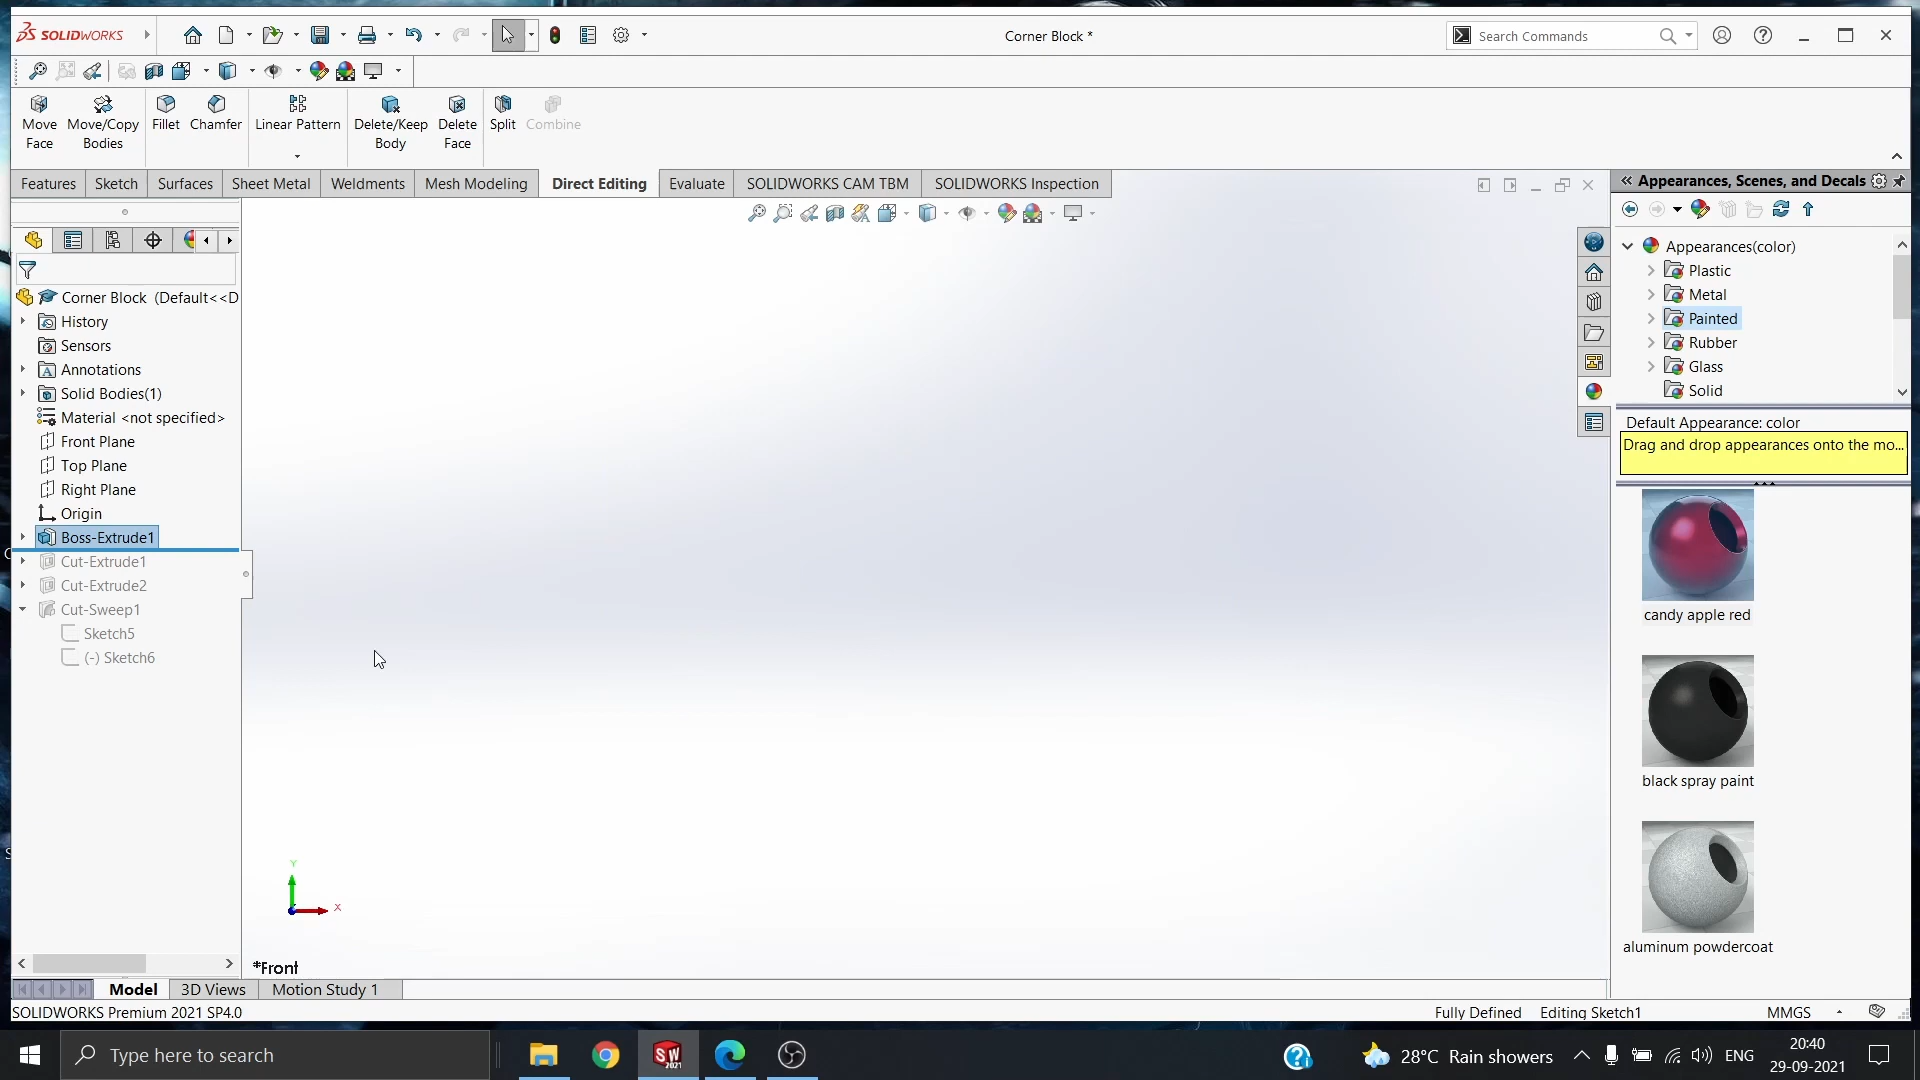 SOLIDWORKS
Corner Block *
Search Commands
Move Face
Move/Copy Bodies
Fillet
Chamfer
Linear Pattern
Delete/Keep Body
Delete Face
Split
Combine
Features
Sketch
Surfaces
Sheet Metal
Weldments
Mesh Modeling
Direct Editing
Evaluate
SOLIDWORKS CAM TBM
SOLIDWORKS Inspection
Corner Block (Default<<D
History
Sensors
Annotations
Solid Bodies(1)
Material <not specified>
Front Plane
Top Plane
Right Plane
Origin
Boss-Extrude1
Cut-Extrude1
Cut-Extrude2
Cut-Sweep1
Sketch5
(-) Sketch6
Y
X
*Front
Appearances, Scenes, and Decals
Appearances(color)
Plastic
Metal
Painted
Rubber
Glass
Solid
Default Appearance: color
Drag and drop appearances onto the mo...
candy apple red
black spray paint
aluminum powdercoat
Model
3D Views
Motion Study 1
SOLIDWORKS Premium 2021 SP4.0
Fully Defined
Editing Sketch1
MMGS
Type here to search
SW
2021
28°C Rain showers
ENG
20:40
29-09-2021